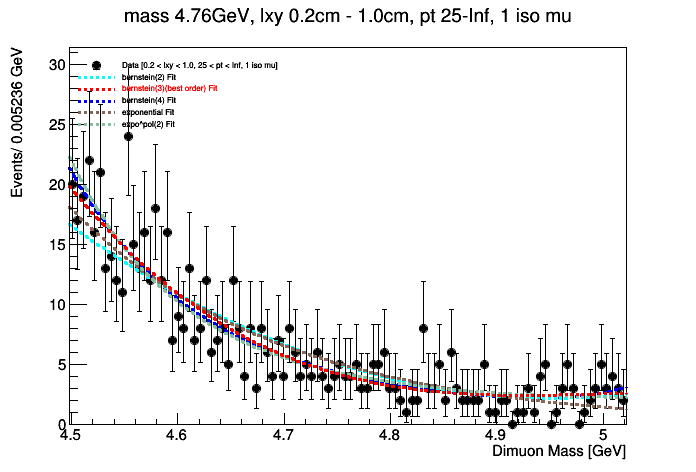 mass 4.76GeV, lxy 0.2cm - 1.0cm, pt 25-Inf, 1 iso mu
Events/ 0.005236 GeV
30
25
20
15
10
5
0
Data [0.2 < lxy < 1.0, 25 < pt < Inf, 1 iso mu]
bernstein(2) Fit
bernstein(3)(best order) Fit
bernstein(4) Fit
exponential Fit
expo*pol(2) Fit
4.5 4.6 4.7 4.8 4.9 5
Dimuon Mass [GeV]